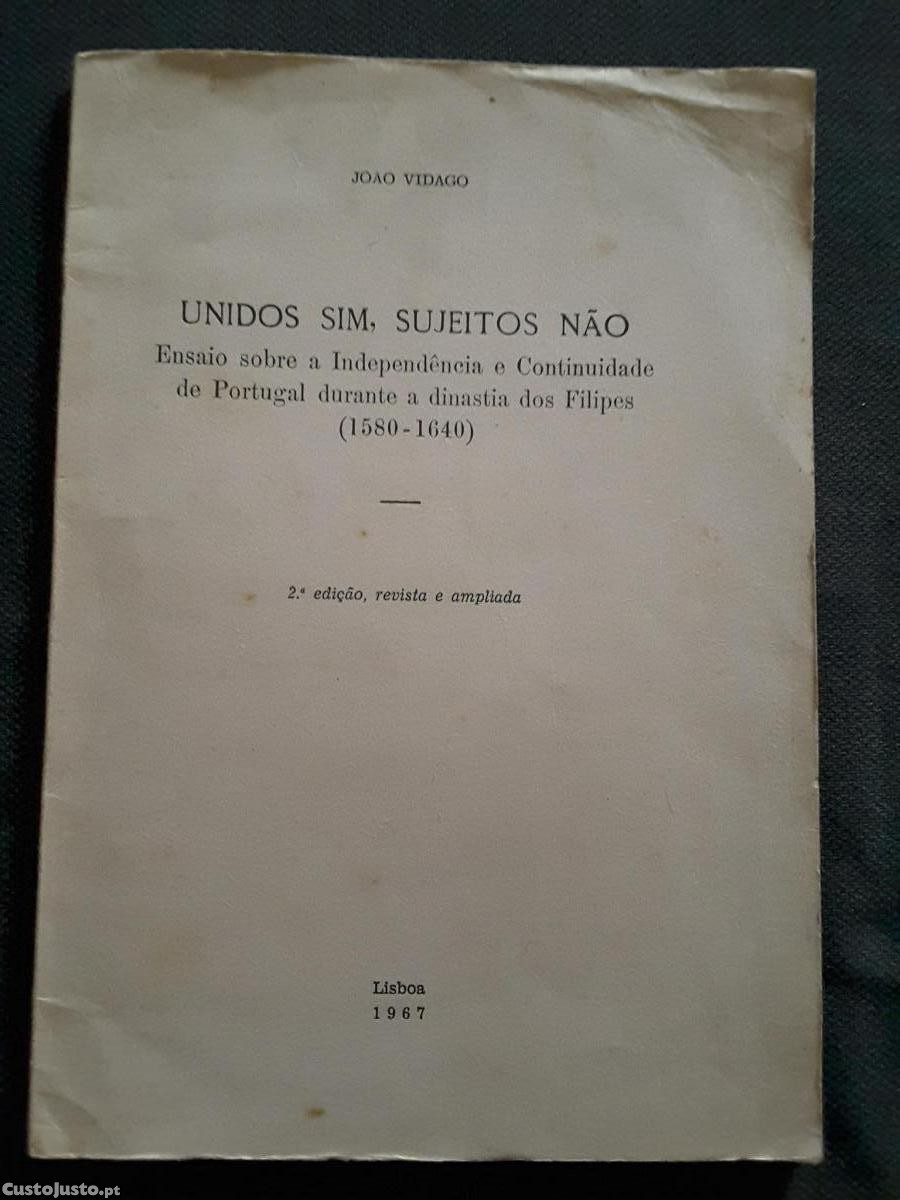 JOAO VIDAGO
UNIDOS SIM, SUJEITOS NÃO
Ensaio sobre a Independência e Continuidade
de Portugal durante a dinastia dos Filipes
(1580-1640)
2.ª edição, revista e ampliada
Lisboa
1967
CustoJusto.pt